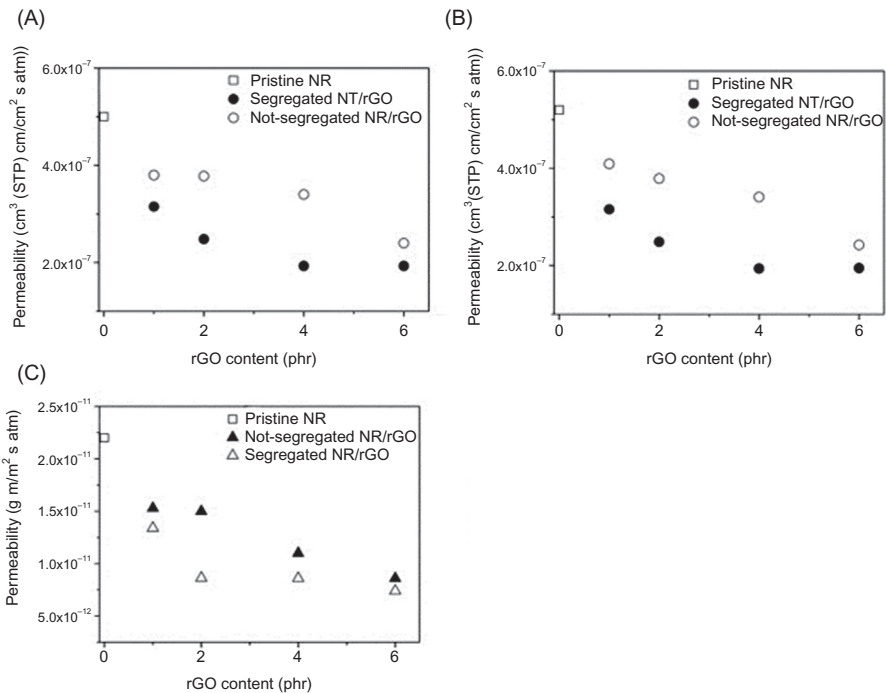 (A)
Permeability (cm³ (STP) cm/cm² s atm))
6.0x10⁻⁷
4.0x10⁻⁷
2.0x10⁻⁷
Pristine NR
Segregated NT/rGO
Not-segregated NR/rGO
0 2 4 6
rGO content (phr)
(B)
Permeability (cm³(STP) cm/cm² s atm))
6.0x10⁻⁷
4.0x10⁻⁷
2.0x10⁻⁷
Pristine NR
Segregated NT/rGO
Not-segregated NR/rGO
0 2 4 6
rGO content (phr)
(C)
Permeability (g m/m² s atm)
2.5x10⁻¹¹
2.0x10⁻¹¹
1.5x10⁻¹¹
1.0x10⁻¹¹
5.0x10⁻¹²
Pristine NR
Not-segregated NR/rGO
Segregated NR/rGO
0 2 4 6
rGO content (phr)